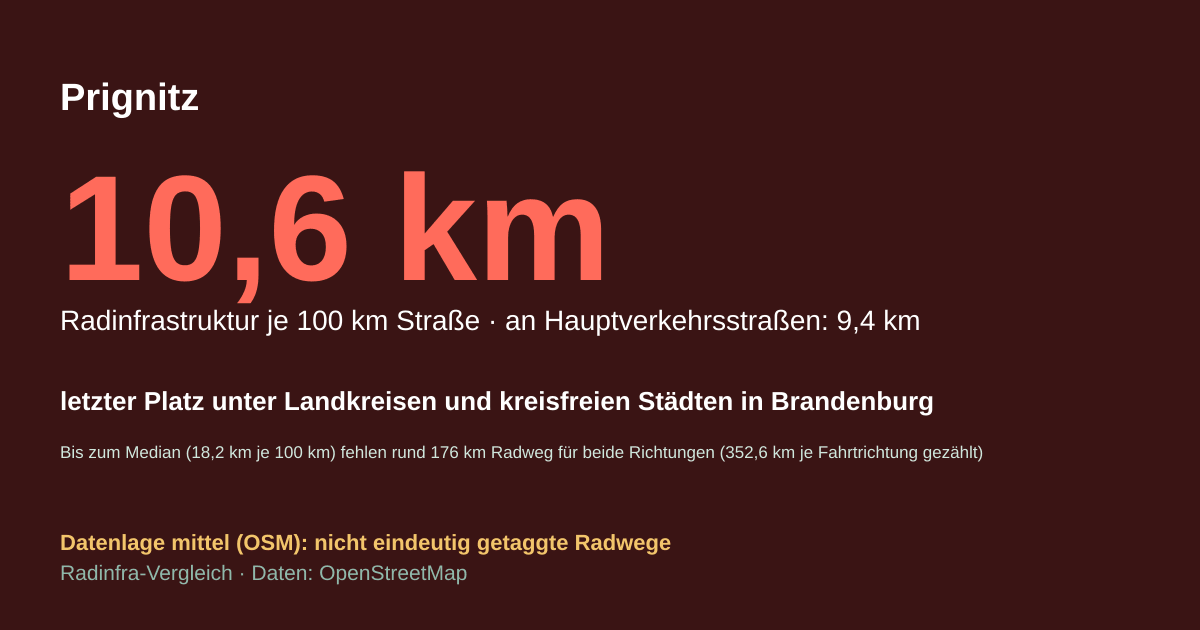 Prignitz
10,6 km
Radinfrastruktur je 100 km Straße · an Hauptverkehrsstraßen: 9,4 km
letzter Platz unter Landkreisen und kreisfreien Städten in Brandenburg
Bis zum Median (18,2 km je 100 km) fehlen rund 176 km Radweg für beide Richtungen (352,6 km je Fahrtrichtung gezählt)
Datenlage mittel (OSM): nicht eindeutig getaggte Radwege
Radinfra-Vergleich · Daten: OpenStreetMap